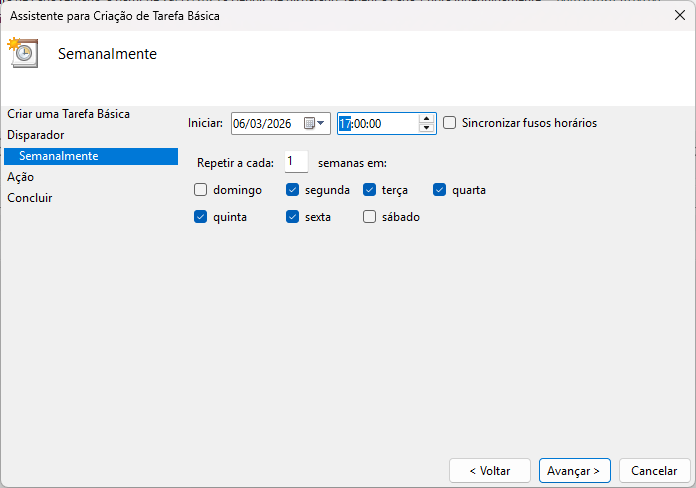 Assistente para Criação de Tarefa Básica
Semanalmente
Criar uma Tarefa Básica
Disparador
Semanalmente
Ação
Concluir
Iniciar: 06/03/2026 17:00:00 Sincronizar fusos horários
Repetir a cada: 1 semanas em:
domingo segunda terça quarta
quinta sexta sábado
< Voltar Avançar > Cancelar